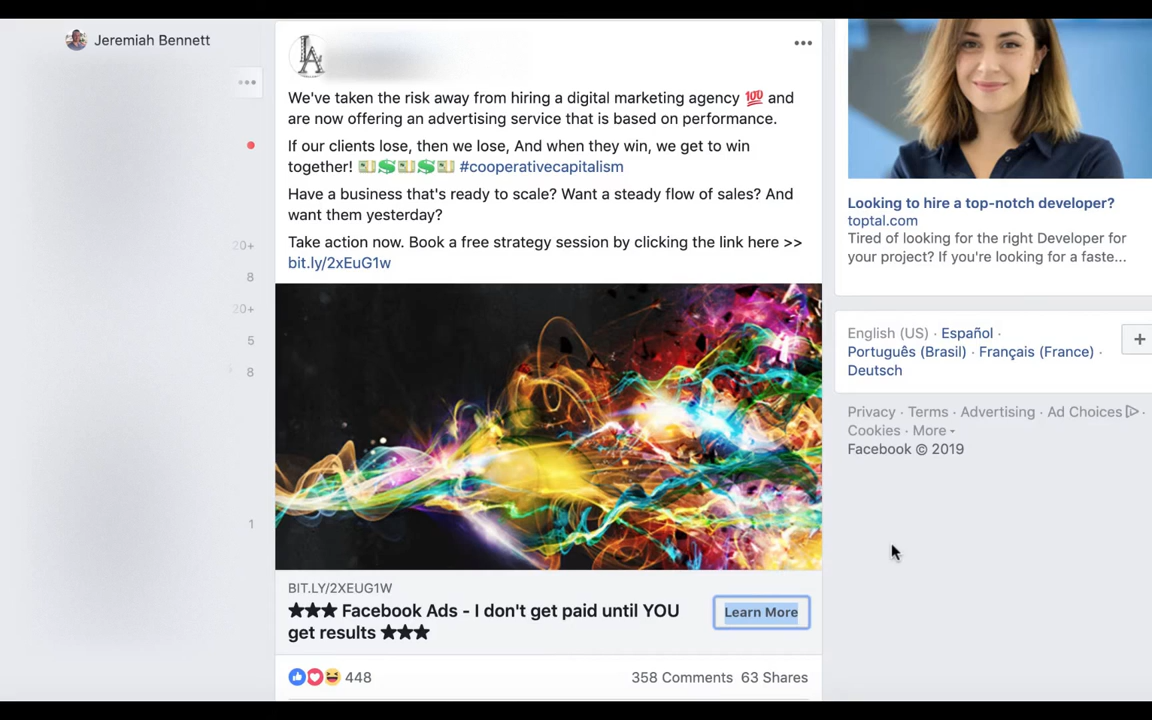 Jeremiah Bennett
We've taken the risk away from hiring a digital marketing agency 💯 and
are now offering an advertising service that is based on performance.
If our clients lose, then we lose, And when they win, we get to win
together! 💵💲💵💲💵 #cooperativecapitalism
Have a business that's ready to scale? Want a steady flow of sales? And
want them yesterday?
Take action now. Book a free strategy session by clicking the link here >>
bit.ly/2xEuG1w
20+
8
20+
5
8
1
BIT.LY/2XEUG1W
★★★ Facebook Ads - I don't get paid until YOU
get results ★★★
Learn More
448
358 Comments 63 Shares
Looking to hire a top-notch developer?
toptal.com
Tired of looking for the right Developer for
your project? If you're looking for a faste...
English (US) · Español ·
Português (Brasil) · Français (France) ·
Deutsch
Privacy · Terms · Advertising · Ad Choices ·
Cookies · More
Facebook © 2019